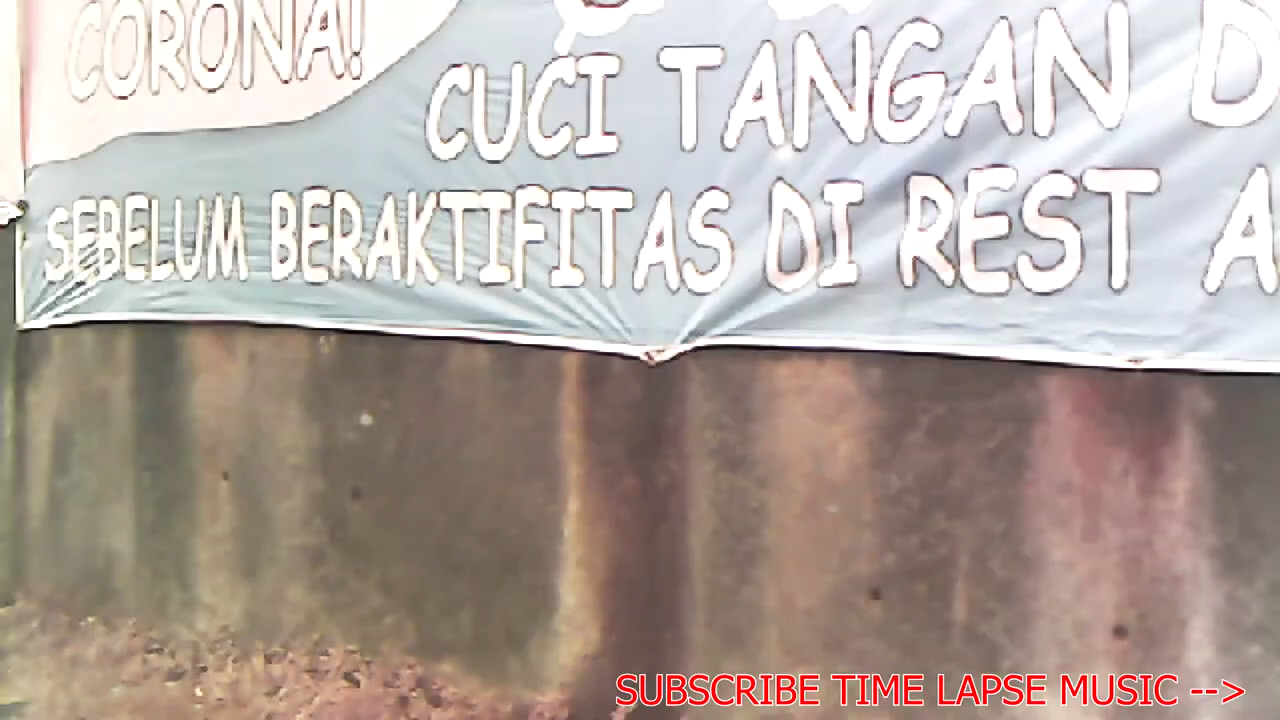 CORONA!
CUCI TANGAN D
SEBELUM BERAKTIFITAS DI REST A
SUBSCRIBE TIME LAPSE MUSIC -->